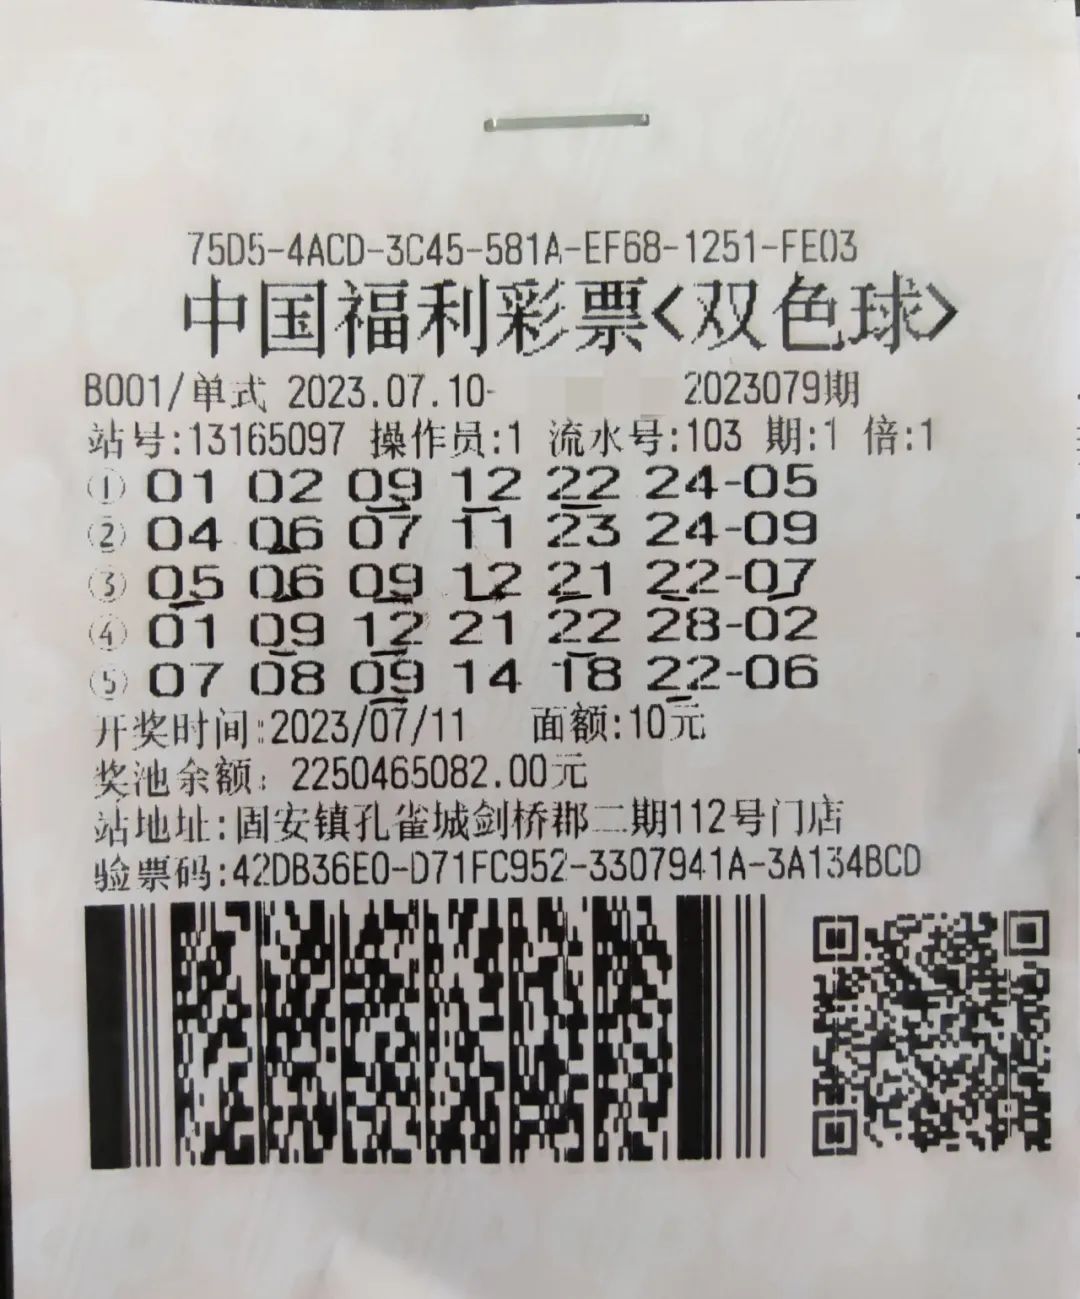 75D5-4ACD-3C45-581A-EF68-1251-FE03
中国福利彩票<双色球>
B001/单式 2023.07.10- 2023079期
站号:13165097 操作员:1 流水号:103 期:1 倍:1
① 01 02 09 12 22 24-05
② 04 06 07 11 23 24-09
③ 05 06 09 12 21 22-07
④ 01 09 12 21 22 28-02
⑤ 07 08 09 14 18 22-06
开奖时间:2023/07/11 面额:10元
奖池余额: 2250465082.00元
站地址:固安镇孔雀城剑桥郡二期112号门店
验票码:42DB36E0-D71FC952-3307941A-3A134BCD